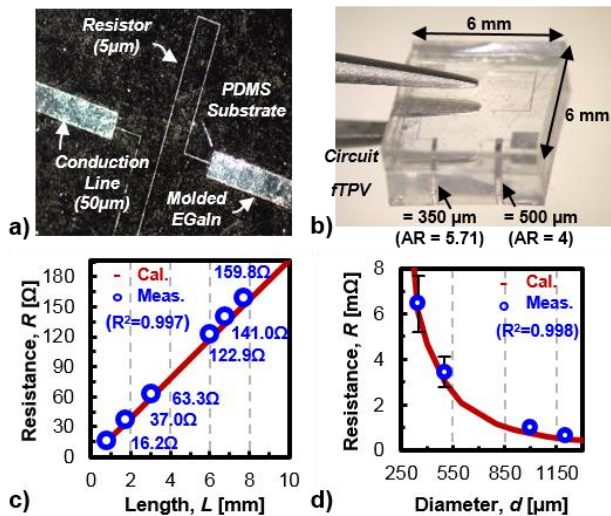 Resistor
(5µm)
PDMS
Substrate
Conduction
Line
(50µm)
Molded
EGaIn
a)
6 mm
6 mm
Circuit
fTPV
= 350 µm
(AR = 5.71)
= 500 µm
(AR = 4)
b)
Resistance, R [Ω]
180
150
120
90
60
30
0
Cal.
Meas.
(R²=0.997)
159.8Ω
141.0Ω
122.9Ω
63.3Ω
37.0Ω
16.2Ω
0 2 4 6 8 10
c) Length, L [mm]
Resistance, R [mΩ]
8
6
4
2
0
Cal.
Meas.
(R²=0.998)
250 550 850 1150
d) Diameter, d [µm]